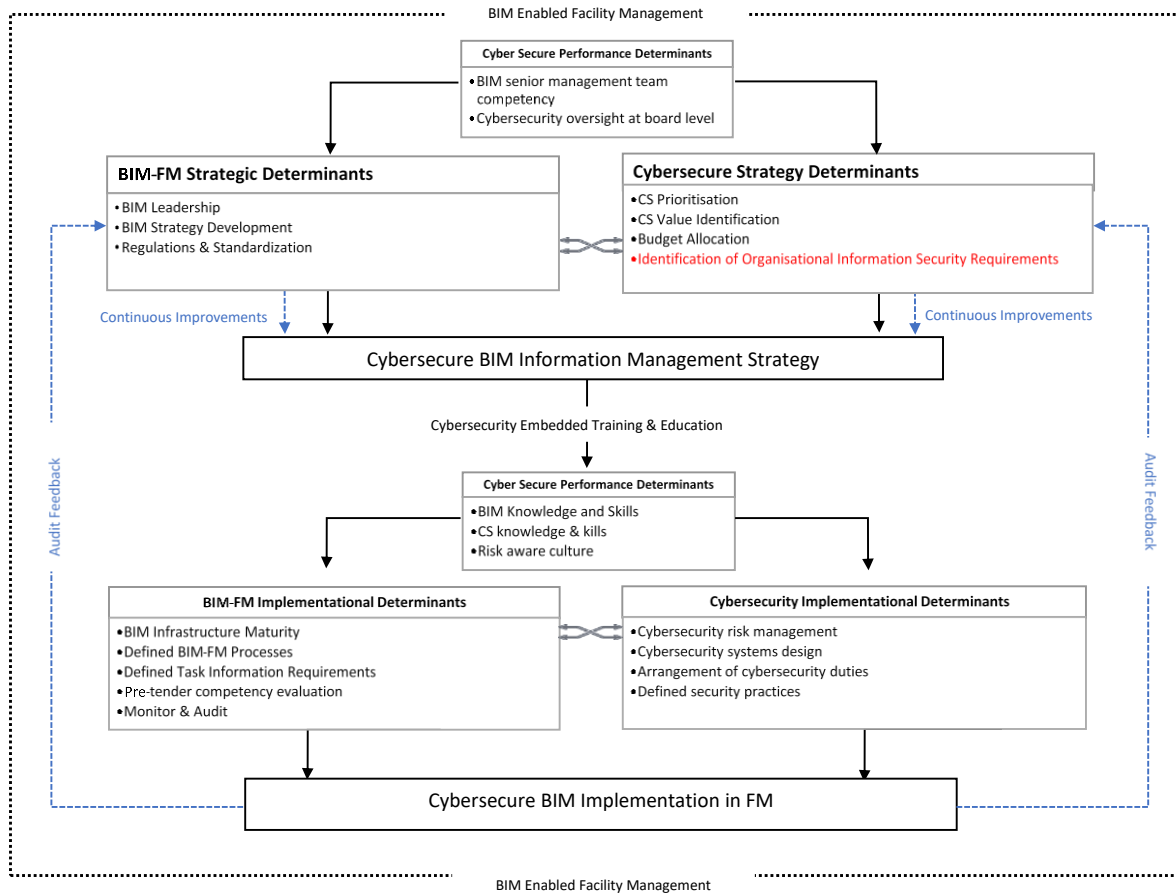 BIM Enabled Facility Management
Cyber Secure Performance Determinants
•BIM senior management team
competency
•Cybersecurity oversight at board level
BIM-FM Strategic Determinants
•BIM Leadership
•BIM Strategy Development
•Regulations & Standardization
Cybersecure Strategy Determinants
•CS Prioritisation
•CS Value Identification
•Budget Allocation
•Identification of Organisational Information Security Requirements
Continuous Improvements
Continuous Improvements
Cybersecure BIM Information Management Strategy
Cybersecurity Embedded Training & Education
Audit Feedback
Audit Feedback
Cyber Secure Performance Determinants
•BIM Knowledge and Skills
•CS knowledge & kills
•Risk aware culture
BIM-FM Implementational Determinants
•BIM Infrastructure Maturity
•Defined BIM-FM Processes
•Defined Task Information Requirements
•Pre-tender competency evaluation
•Monitor & Audit
Cybersecurity Implementational Determinants
•Cybersecurity risk management
•Cybersecurity systems design
•Arrangement of cybersecurity duties
•Defined security practices
Cybersecure BIM Implementation in FM
BIM Enabled Facility Management